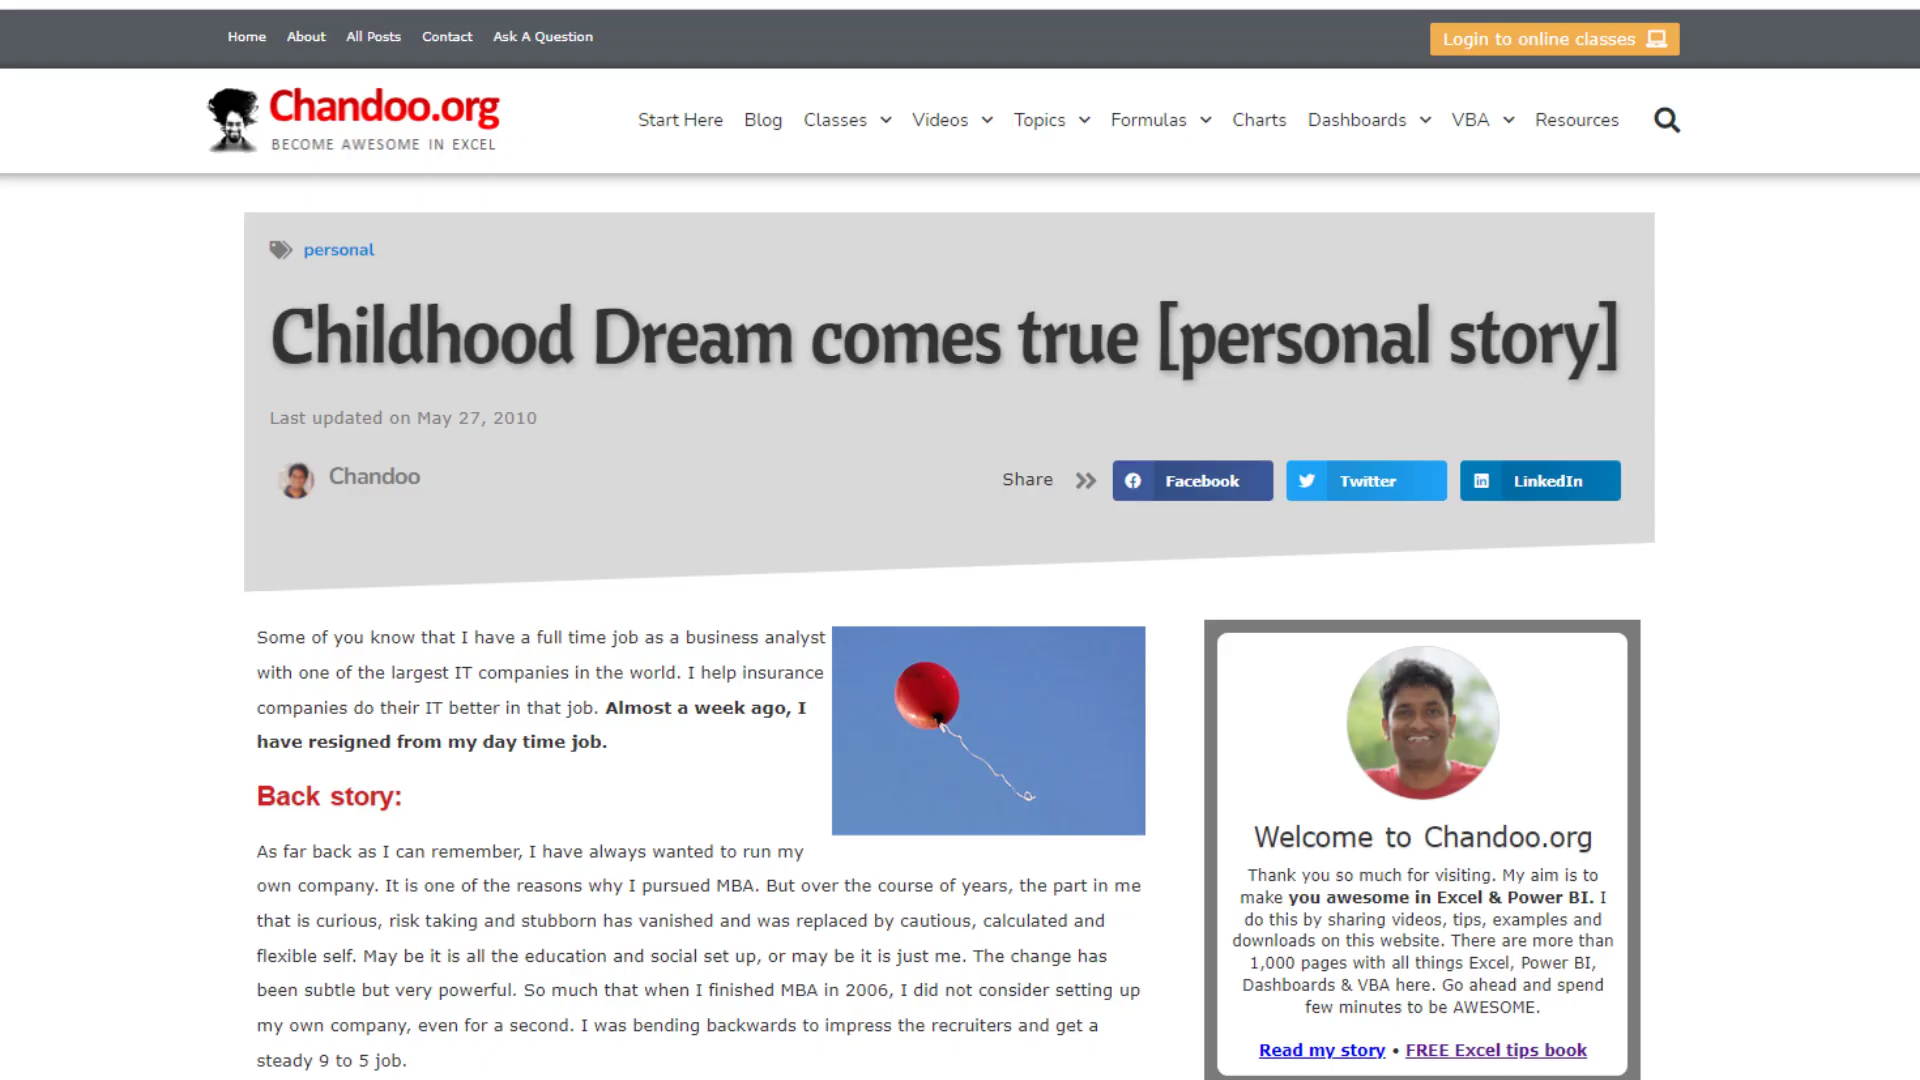 Home About All Posts Contact Ask A Question
Login to online classes
Chandoo.org
BECOME AWESOME IN EXCEL
Start Here Blog Classes Videos Topics Formulas Charts Dashboards VBA Resources
personal
Childhood Dream comes true [personal story]
Last updated on May 27, 2010
Chandoo
Share Facebook Twitter LinkedIn
Some of you know that I have a full time job as a business analyst
with one of the largest IT companies in the world. I help insurance
companies do their IT better in that job. Almost a week ago, I
have resigned from my day time job.
Back story:
As far back as I can remember, I have always wanted to run my
own company. It is one of the reasons why I pursued MBA. But over the course of years, the part in me
that is curious, risk taking and stubborn has vanished and was replaced by cautious, calculated and
flexible self. May be it is all the education and social set up, or may be it is just me. The change has
been subtle but very powerful. So much that when I finished MBA in 2006, I did not consider setting up
my own company, even for a second. I was bending backwards to impress the recruiters and get a
steady 9 to 5 job.
Welcome to Chandoo.org
Thank you so much for visiting. My aim is to
make you awesome in Excel & Power BI. I
do this by sharing videos, tips, examples and
downloads on this website. There are more than
1,000 pages with all things Excel, Power BI,
Dashboards & VBA here. Go ahead and spend
few minutes to be AWESOME.
Read my story • FREE Excel tips book